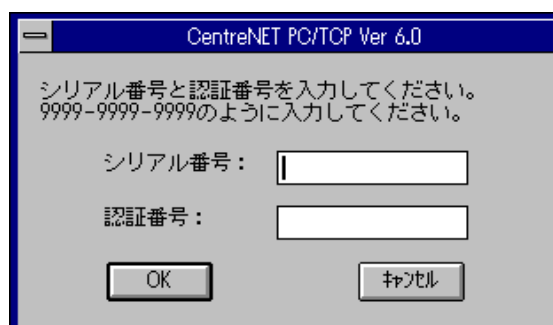 CentreNET PC/TCP Ver 6.0
シリアル番号と認証番号を入力してください。
9999-9999-9999のように入力してください。
シリアル番号：
認証番号：
OK ｷｬﾝｾﾙ